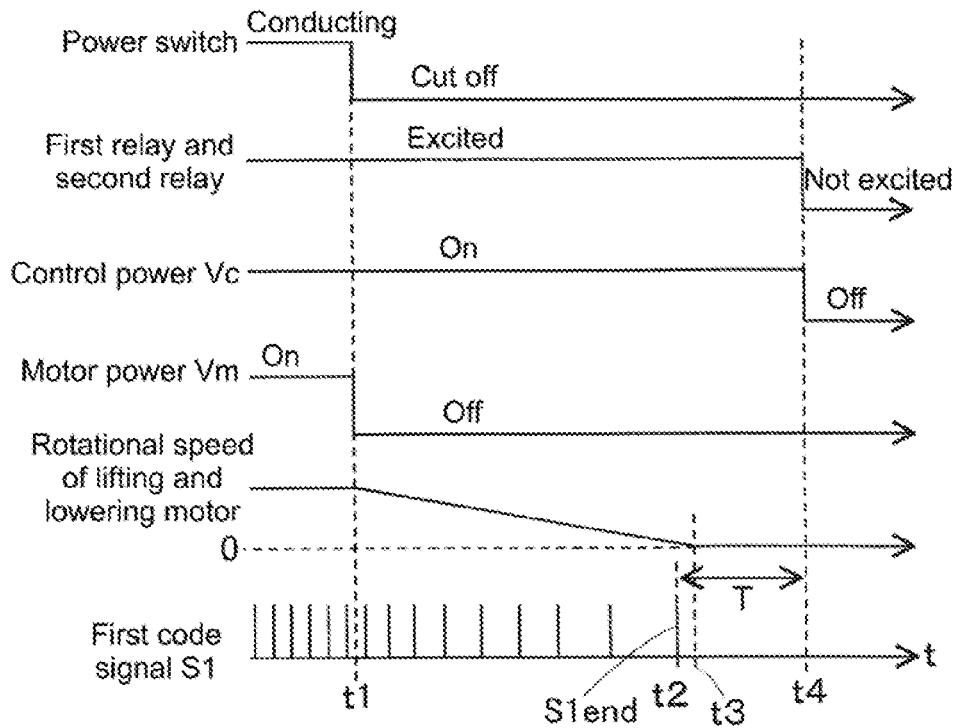 Conducting
Power switch
Cut off
First relay and
second relay
Excited
Not excited
Control power Vc
On
Off
Motor power Vm
On
Off
Rotational speed
of lifting and
lowering motor
0
T
First code
signal S1
t
t1
S1end
t2
t3
t4